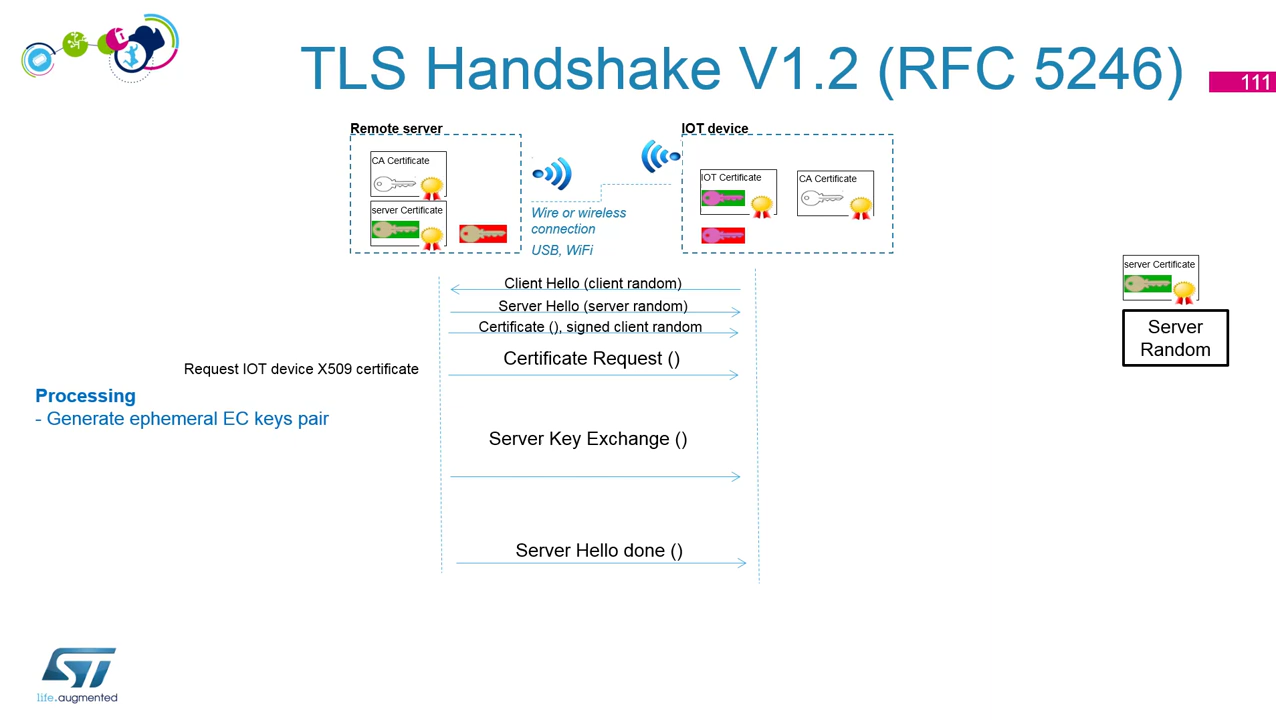 TLS Handshake V1.2 (RFC 5246)
111
Remote server
IOT device
CA Certificate
server Certificate
IOT Certificate
CA Certificate
Wire or wireless
connection
USB, WiFi
Client Hello (client random)
Server Hello (server random)
Certificate (), signed client random
Certificate Request ()
Request IOT device X509 certificate
Processing
- Generate ephemeral EC keys pair
Server Key Exchange ()
Server Hello done ()
server Certificate
Server
Random
ST
life.augmented